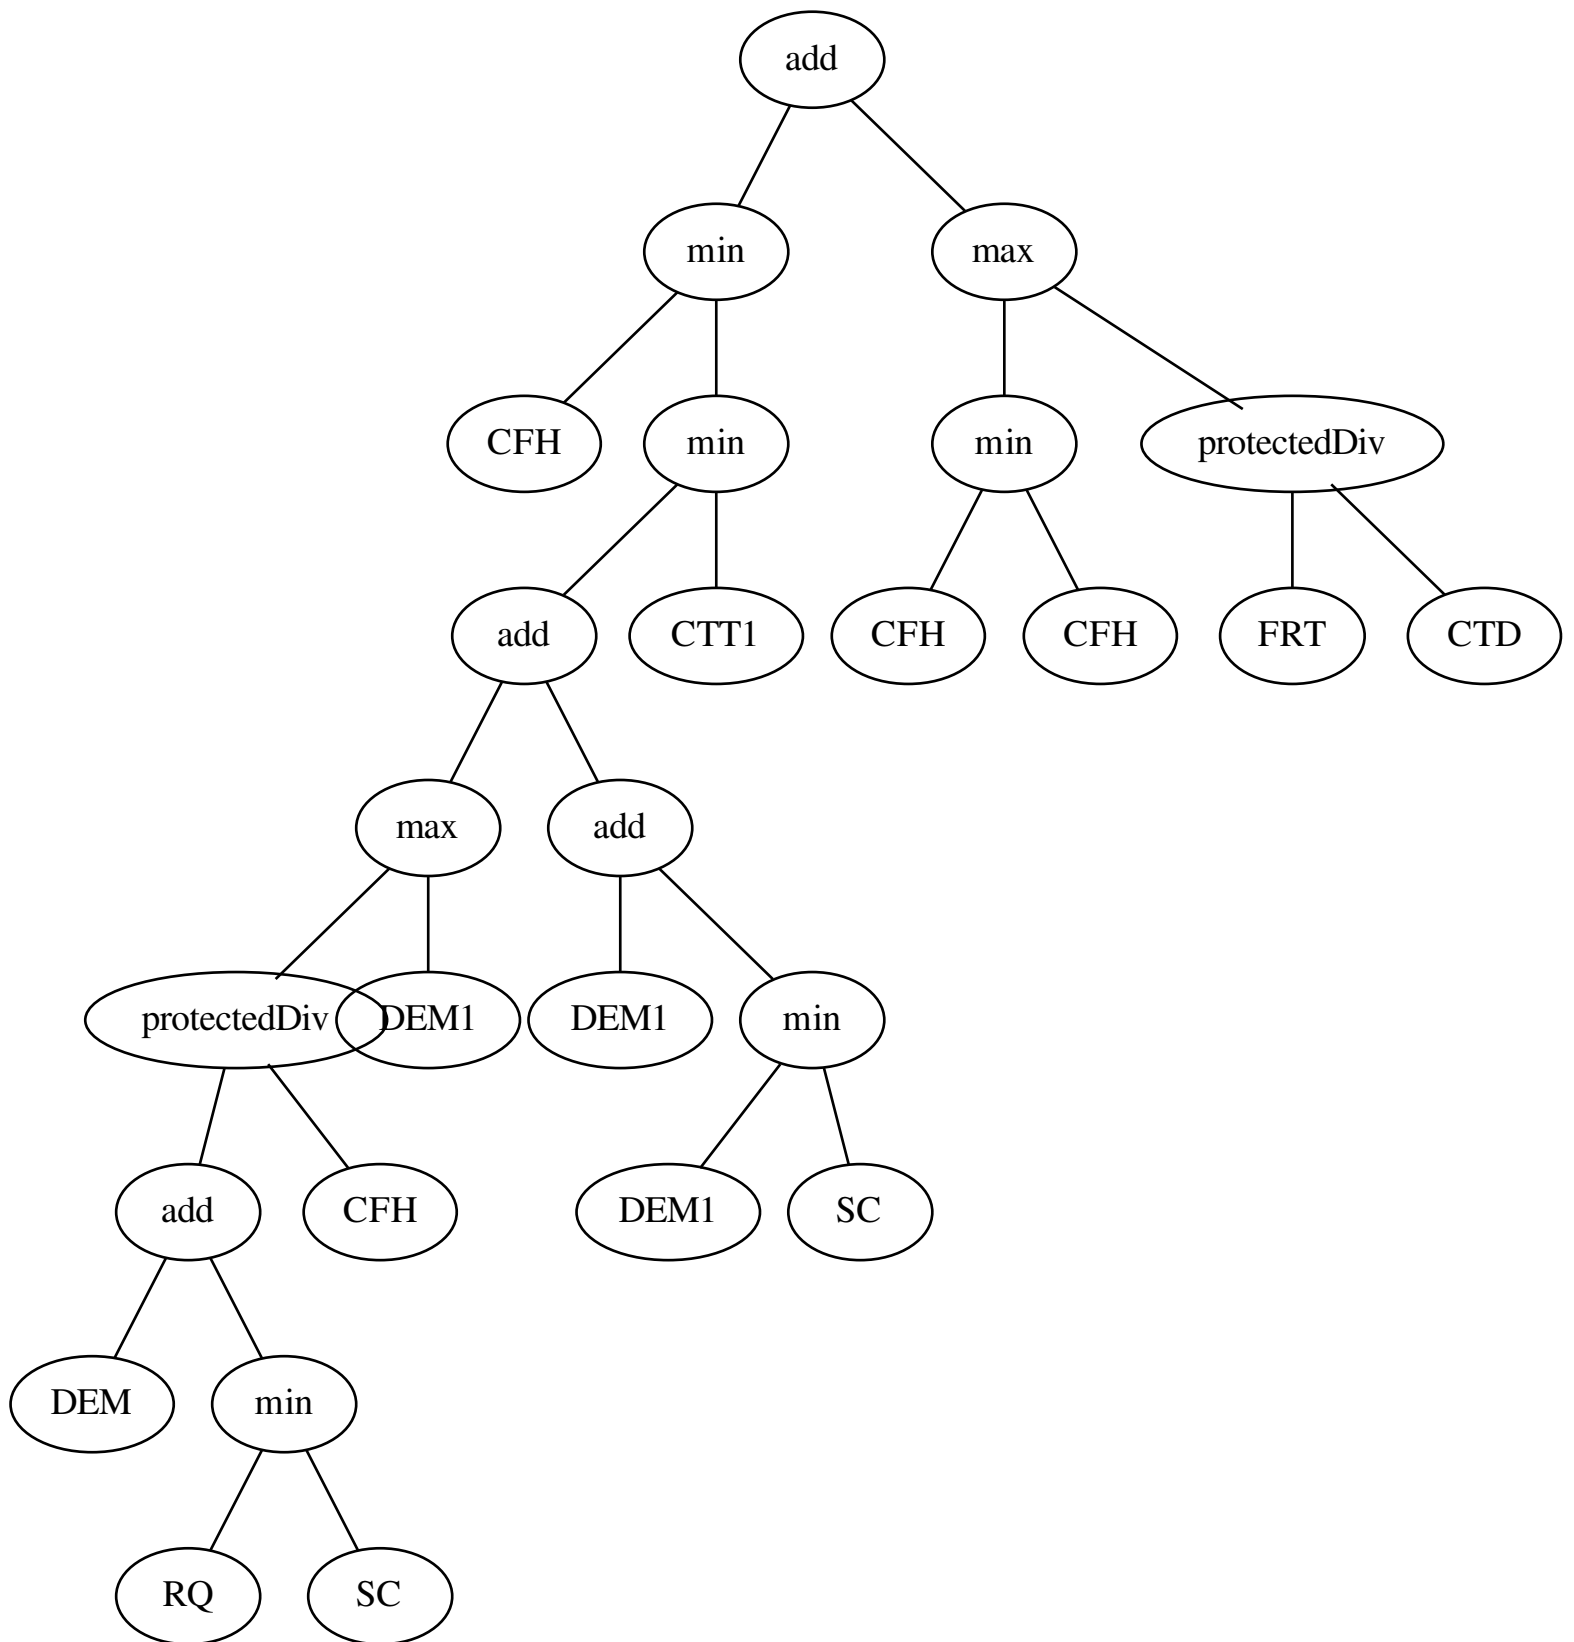 add
min max
CFH min min protectedDiv
add CTT1 CFH CFH FRT CTD
max add
protectedDiv DEM1 DEM1 min
add CFH DEM1 SC
DEM min
RQ SC